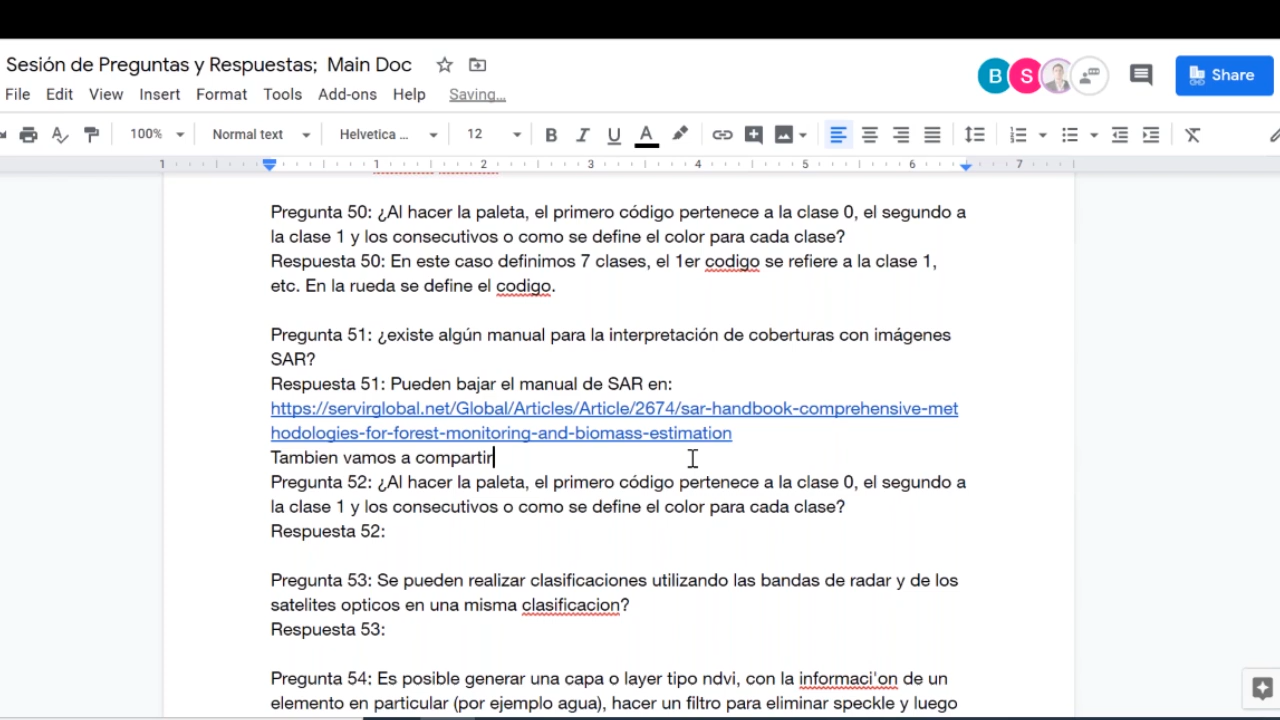 Sesión de Preguntas y Respuestas;  Main Doc
B S Share
File Edit View Insert Format Tools Add-ons Help Saving...
100% Normal text Helvetica ... 12 B I U A
1 1 2 3 4 5 6 7
Pregunta 50: ¿Al hacer la paleta, el primero código pertenece a la clase 0, el segundo a
la clase 1 y los consecutivos o como se define el color para cada clase?
Respuesta 50: En este caso definimos 7 clases, el 1er codigo se refiere a la clase 1,
etc. En la rueda se define el codigo.
Pregunta 51: ¿existe algún manual para la interpretación de coberturas con imágenes
SAR?
Respuesta 51: Pueden bajar el manual de SAR en:
https://servirglobal.net/Global/Articles/Article/2674/sar-handbook-comprehensive-met
hodologies-for-forest-monitoring-and-biomass-estimation
Tambien vamos a compartir
Pregunta 52: ¿Al hacer la paleta, el primero código pertenece a la clase 0, el segundo a
la clase 1 y los consecutivos o como se define el color para cada clase?
Respuesta 52:
Pregunta 53: Se pueden realizar clasificaciones utilizando las bandas de radar y de los
satelites opticos en una misma clasificacion?
Respuesta 53:
Pregunta 54: Es posible generar una capa o layer tipo ndvi, con la informaci'on de un
elemento en particular (por ejemplo agua), hacer un filtro para eliminar speckle y luego